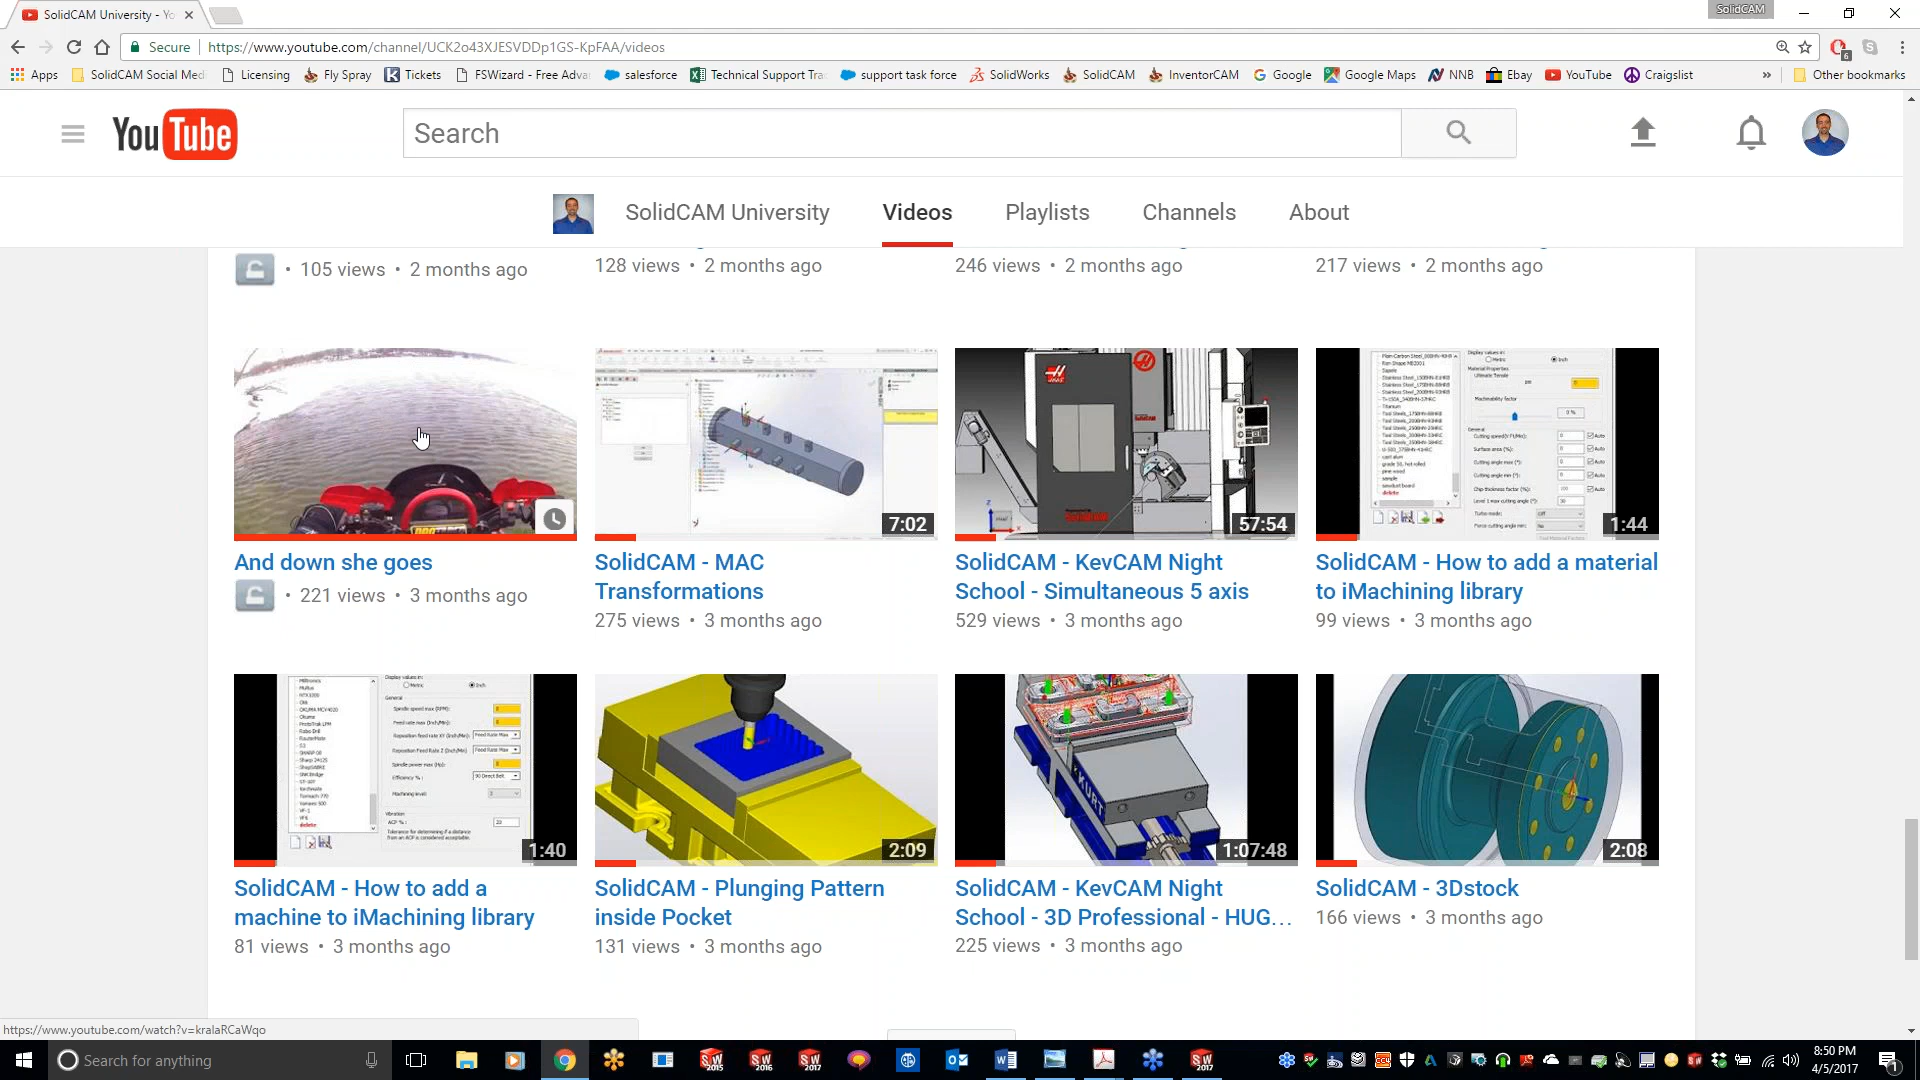 SolidCAM University - Yo
SolidCAM
Secure
https://www.youtube.com/channel/UCK2o43XJESVDDp1GS-KpFAA/videos
6
Apps
SolidCAM Social Med
Licensing
Fly Spray
Tickets
FSWizard - Free Adva
salesforce
Technical Support Tra
support task force
SolidWorks
SolidCAM
InventorCAM
Google
Google Maps
NNB
Ebay
YouTube
Craigslist
»
Other bookmarks
YouTube
Search
SolidCAM University
Videos
Playlists
Channels
About
• 105 views • 2 months ago
128 views • 2 months ago
246 views • 2 months ago
217 views • 2 months ago
7:02
57:54
1:44
And down she goes
• 221 views • 3 months ago
SolidCAM - MAC
Transformations
275 views • 3 months ago
SolidCAM - KevCAM Night
School - Simultaneous 5 axis
529 views • 3 months ago
SolidCAM - How to add a material
to iMachining library
99 views • 3 months ago
1:40
2:09
KURT
1:07:48
2:08
SolidCAM - How to add a
machine to iMachining library
81 views • 3 months ago
SolidCAM - Plunging Pattern
inside Pocket
131 views • 3 months ago
SolidCAM - KevCAM Night
School - 3D Professional - HUG...
225 views • 3 months ago
SolidCAM - 3Dstock
166 views • 3 months ago
https://www.youtube.com/watch?v=kralaRCaWqo
Search for anything
8:50 PM
4/5/2017